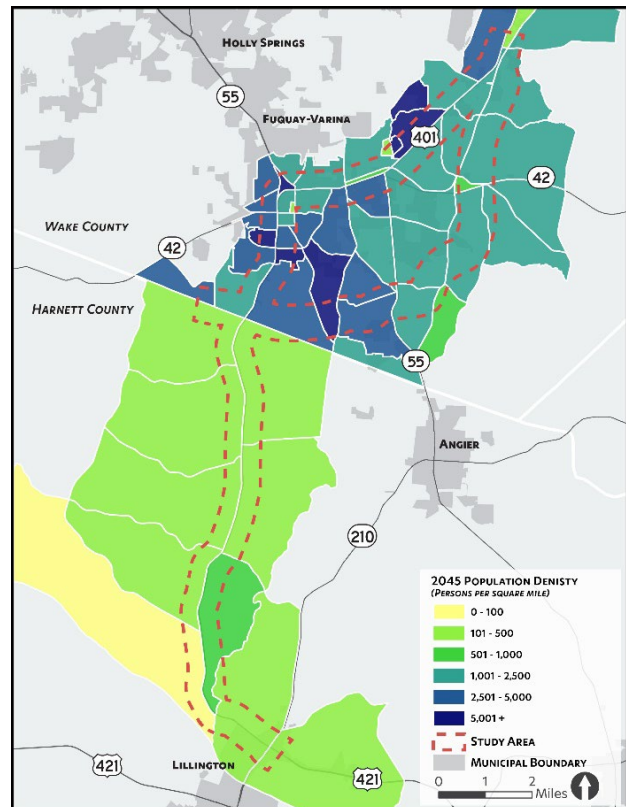 HOLLY SPRINGS
55
FUQUAY-VARINA
401
42
WAKE COUNTY
42
HARNETT COUNTY
55
ANGIER
210
2045 POPULATION DENISTY
(PERSONS PER SQUARE MILE)
0 - 100
101 - 500
501 - 1,000
1,001 - 2,500
2,501 - 5,000
5,001 +
STUDY AREA
MUNICIPAL BOUNDARY
0 1 2
Miles
421
LILLINGTON
421